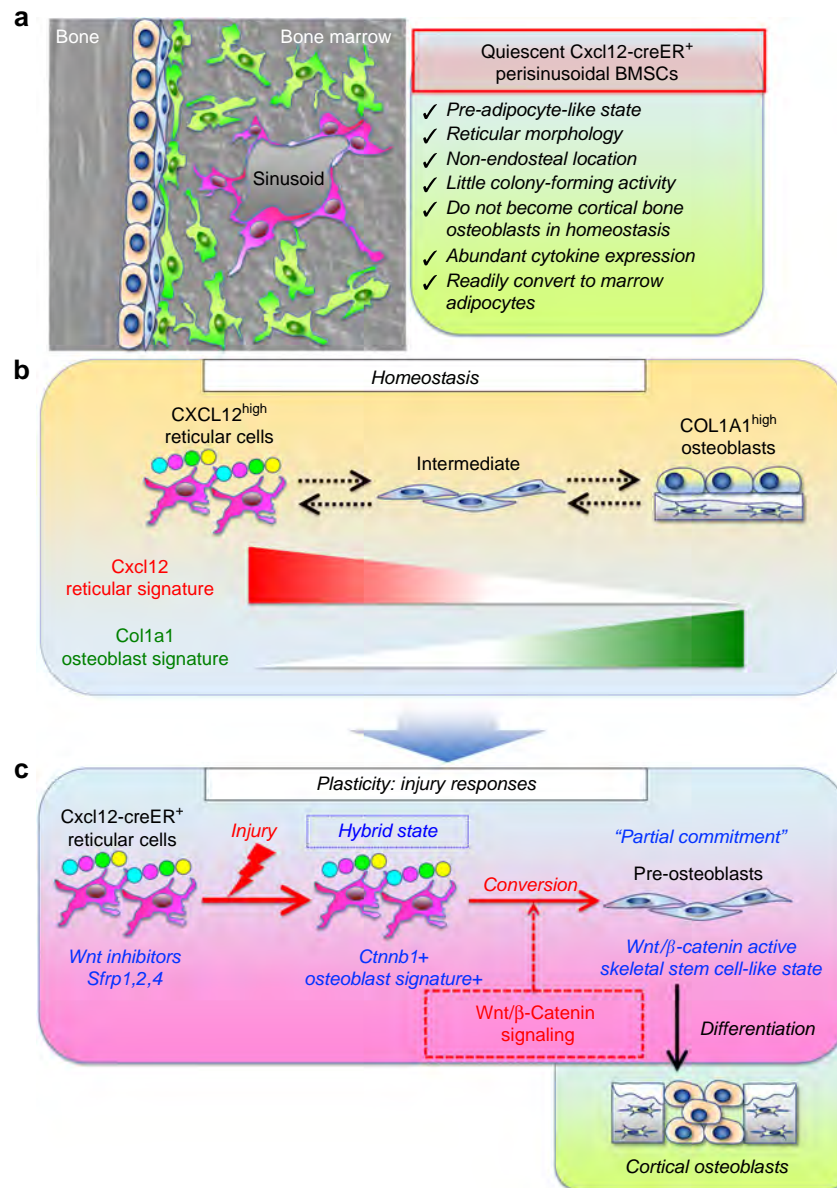 a
Bone
Bone marrow
Sinusoid
Quiescent Cxcl12-creER⁺
perisinusoidal BMSCs
✓ Pre-adipocyte-like state
✓ Reticular morphology
✓ Non-endosteal location
✓ Little colony-forming activity
✓ Do not become cortical bone
osteoblasts in homeostasis
✓ Abundant cytokine expression
✓ Readily convert to marrow
adipocytes
b
Homeostasis
CXCL12ʰⁱᵍʰ
reticular cells
Intermediate
COL1A1ʰⁱᵍʰ
osteoblasts
Cxcl12
reticular signature
Col1a1
osteoblast signature
c
Plasticity: injury responses
Cxcl12-creER⁺
reticular cells
Injury
Hybrid state
Conversion
"Partial commitment"
Pre-osteoblasts
Wnt inhibitors
Sfrp1,2,4
Ctnnb1+
osteoblast signature+
Wnt/β-catenin active
skeletal stem cell-like state
Wnt/β-Catenin
signaling
Differentiation
Cortical osteoblasts